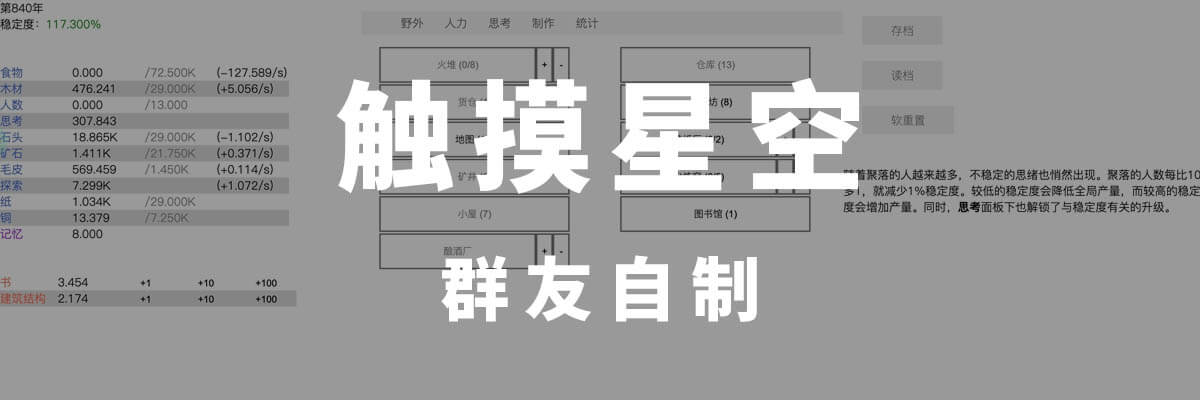 第840年
稳定度：117.300%
野外 人力 思考 制作 统计
存档
读档
软重置
食物 0.000 /72.500K (−127.589/s)
木材 476.241 /29.000K (+5.056/s)
人数 0.000 /13.000
思考 307.843
石头 18.865K /29.000K (−1.102/s)
矿石 1.411K /21.750K (+0.371/s)
毛皮 569.459 /1.450K (+0.114/s)
探索 7.299K (+1.072/s)
纸 1.034K /29.000K
铜 13.379 /7.250K
记忆 8.000
书 3.454 +1 +10 +100
建筑结构 2.174 +1 +10 +100
火堆 (0/8) + -
货仓
地图
矿井
小屋 (7)
酿酒厂 + -
仓库 (13)
坊 (8)
/2)
图书馆 (1)
触摸星空
群友自制
随着聚落的人越来越多，不稳定的思绪也悄然出现。聚落的人数每比10
多1，就减少1%稳定度。较低的稳定度会降低全局产量，而较高的稳定
度会增加产量。同时，思考面板下也解锁了与稳定度有关的升级。